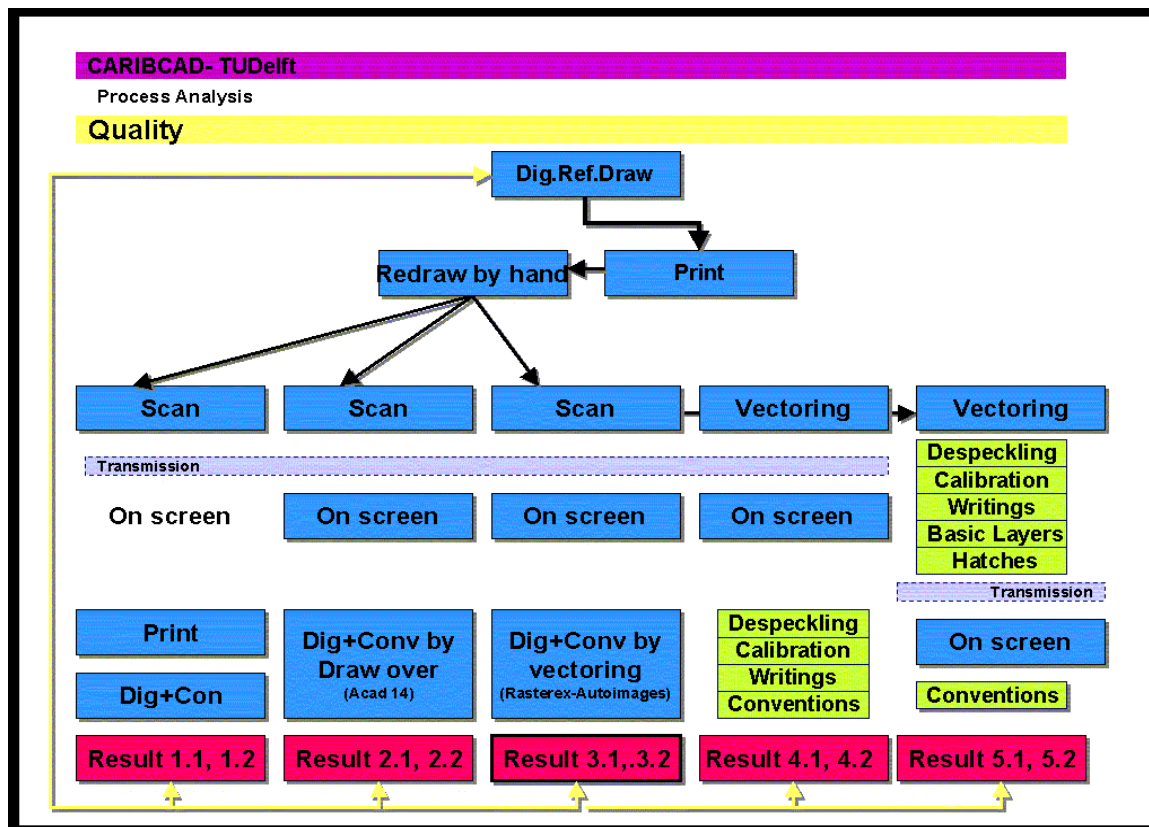 CARIBCAD- TUDelft
Process Analysis
Quality
Dig.Ref.Draw
Redraw by hand
Print
Scan
Scan
Scan
Vectoring
Vectoring
Transmission
On screen
On screen
On screen
On screen
Despeckling
Calibration
Writings
Basic Layers
Hatches
Transmission
Print
Dig+Con
Dig+Conv by
Draw over
(Acad 14)
Dig+Conv by
vectoring
(Rasterex-Autoimages)
Despeckling
Calibration
Writings
Conventions
On screen
Conventions
Result 1.1, 1.2
Result 2.1, 2.2
Result 3.1,.3.2
Result 4.1, 4.2
Result 5.1, 5.2